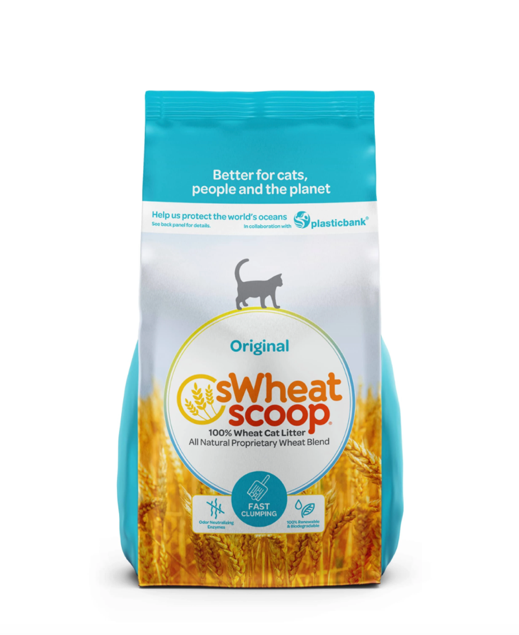 Better for cats,
people and the planet
Help us protect the world's oceans
See back panel for details.
In collaboration with
plasticbank®
Original
sWheat
scoop®
100% Wheat Cat Litter
All Natural Proprietary Wheat Blend
FAST
CLUMPING
Odor Neutralizing
Enzymes
100% Renewable
& Biodegradable